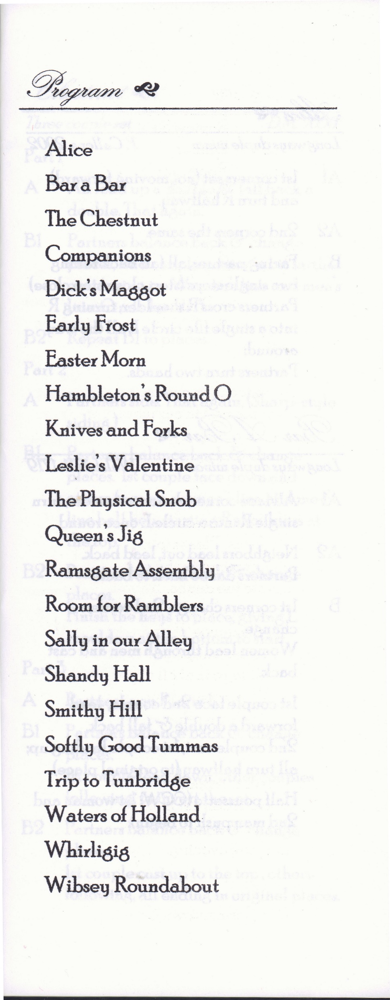 Program
Alice
Bar a Bar
The Chestnut
Companions
Dick's Maggot
Early Frost
Easter Morn
Hambleton's Round O
Knives and Forks
Leslie's Valentine
The Physical Snob
Queen's Jig
Ramsgate Assembly
Room for Ramblers
Sally in our Alley
Shandy Hall
Smithy Hill
Softly Good Tummas
Trip to Tunbridge
Waters of Holland
Whirligig
Wibsey Roundabout